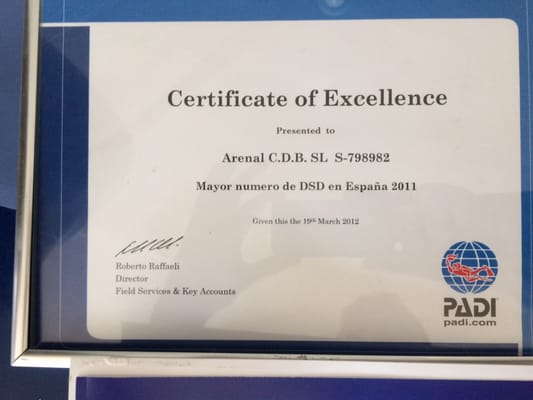 Certificate of Excellence
Presented to
Arenal C.D.B. SL S-798982
Mayor numero de DSD en España 2011
Given this the 19th March 2012
Roberto Raffaeli
Director
Field Services & Key Accounts
PADI
padi.com